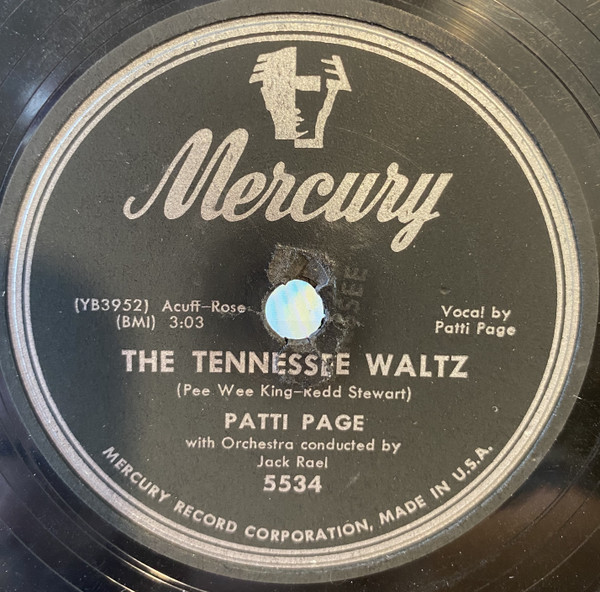 Mercury
(YB3952) Acuff-Rose
(BMI) 3:03
Vocal by
Patti Page
THE TENNESSEE WALTZ
(Pee Wee King-Redd Stewart)
PATTI PAGE
with Orchestra conducted by
Jack Rael
5534
MERCURY RECORD CORPORATION, MADE IN U.S.A.